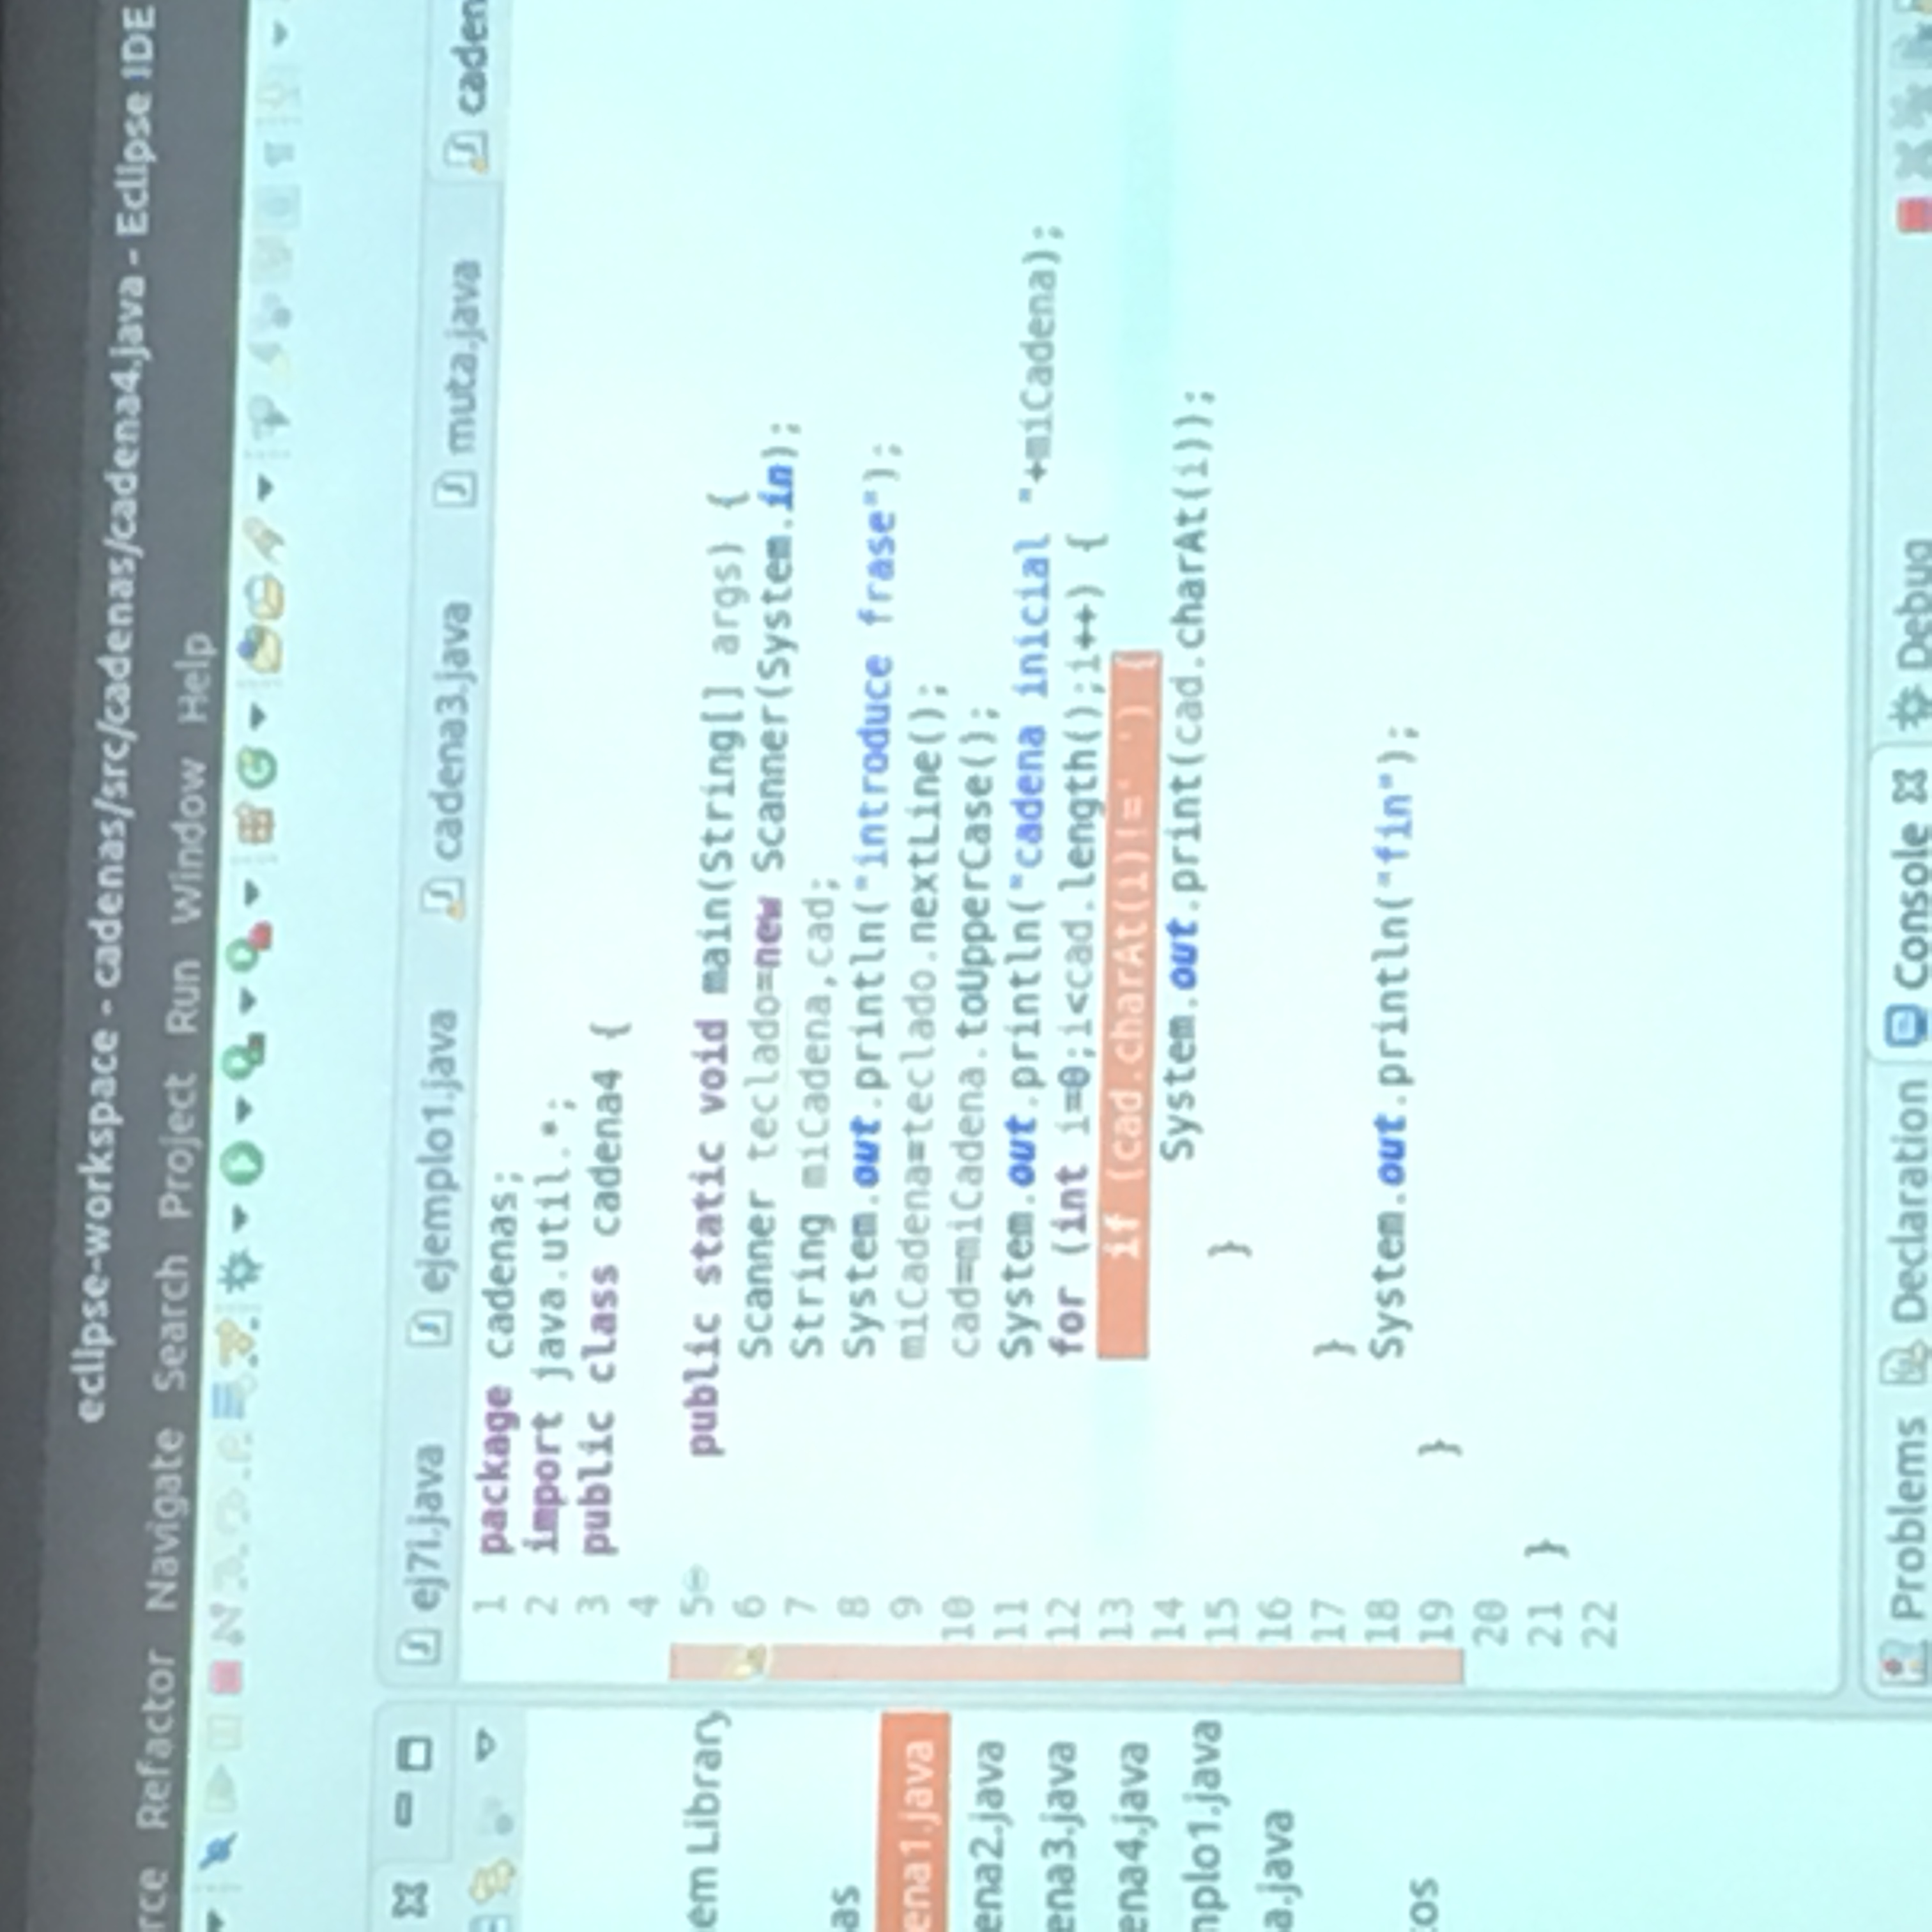 eclipse-workspace - cadenas/src/cadenas/cadena4.java - Eclipse IDE
rce Refactor Navigate Search Project Run Window Help
ej7i.java ejemplo1.java cadena3.java muta.java caden
1 package cadenas;
2 import java.util.*;
3 public class cadena4 {
4
5 public static void main(String[] args) {
6 Scanner teclado=new Scanner(System.in);
7 String miCadena,cad;
8 System.out.println("introduce frase");
9 miCadena=teclado.nextLine();
10 cad=miCadena.toUpperCase();
11 System.out.println("cadena inicial "+miCadena);
12 for (int i=0;i<cad.length();i++) {
13 if (cad.charAt(i)!=' ') {
14 System.out.print(cad.charAt(i));
15 }
16
17 }
18 System.out.println("fin");
19 }
20
21 }
22
em Library
as
ena1.java
ena2.java
ena3.java
ena4.java
mplo1.java
a.java
tos
Problems Declaration Console Debug